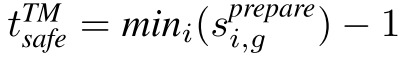 $t_{safe}^{TM} = min_i(s_{i,g}^{prepare}) - 1$